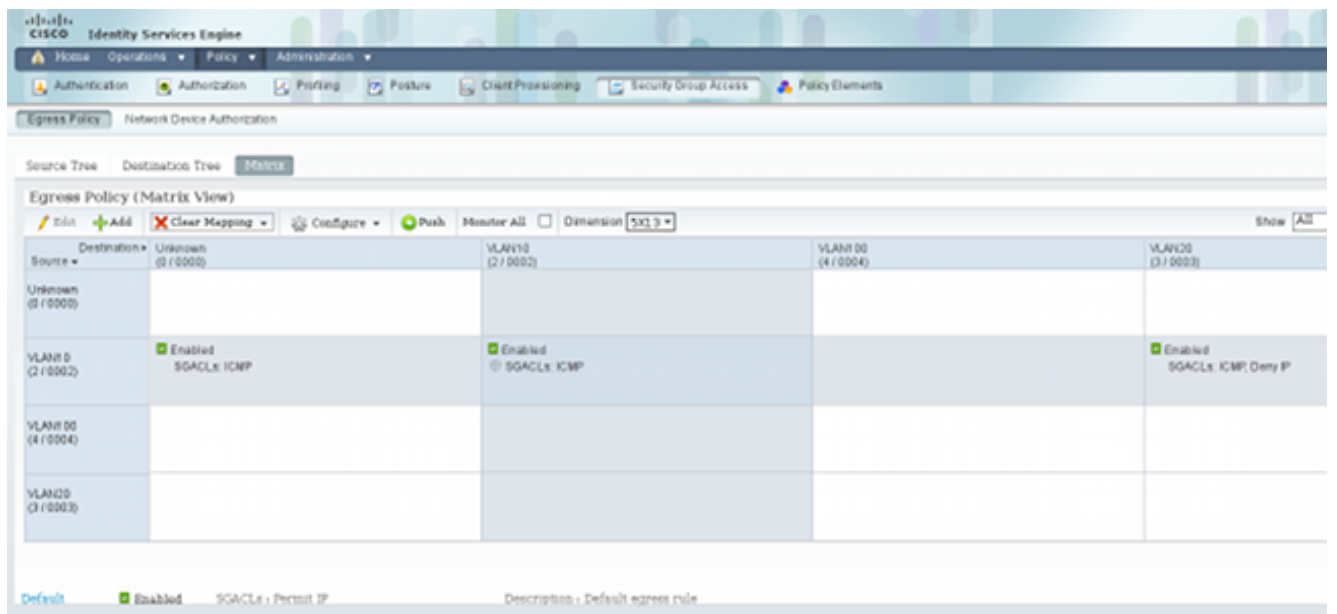 CISCO Identity Services Engine
Home Operations Policy Administration
Authentication Authorization Profiling Posture Client Provisioning Security Group Access Policy Elements
Egress Policy Network Device Authorization
Source Tree Destination Tree Matrix
Egress Policy (Matrix View)
Edit Add Clear Mapping Configure Push Monitor All Dimension 5X13 Show All
Destination Unknown VLAN10 VLAN100 VLAN20
Source (0 / 0000) (2 / 0002) (4 / 0004) (3 / 0003)
Unknown
(0 / 0000)
Enabled Enabled Enabled
VLAN10 SGACLs: ICMP SGACLs: ICMP SGACLs: ICMP; Deny IP
(2 / 0002)
VLAN100
(4 / 0004)
VLAN20
(3 / 0003)
Default Enabled SGACLs : Permit IP Description : Default egress rule